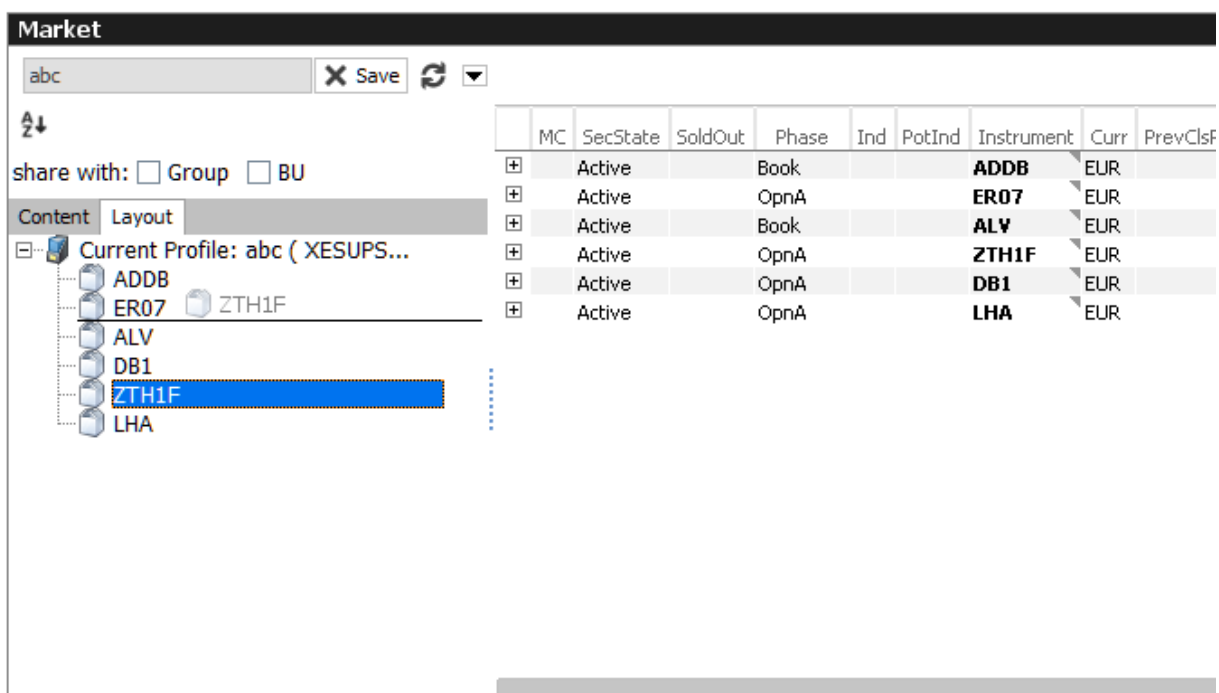 Market
abc
Save
A
Z
share with: Group BU
Content Layout
Current Profile: abc ( XESUPS...
ADDB
ER07 ZTH1F
ALV
DB1
ZTH1F
LHA
MC SecState SoldOut Phase Ind PotInd Instrument Curr PrevClsP
Active Book ADDB EUR
Active OpnA ER07 EUR
Active Book ALV EUR
Active OpnA ZTH1F EUR
Active OpnA DB1 EUR
Active OpnA LHA EUR